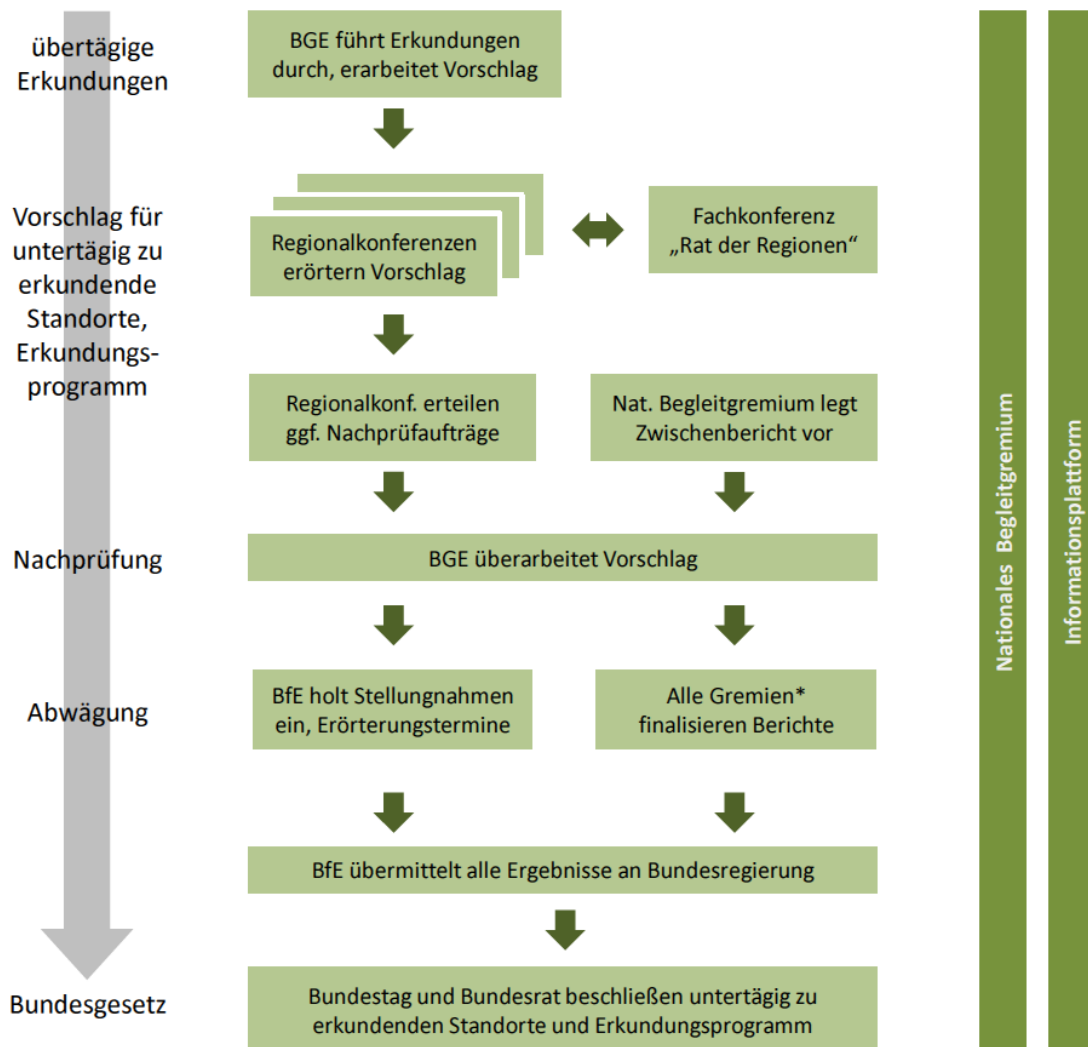 übertägige
Erkundungen
BGE führt Erkundungen
durch, erarbeitet Vorschlag
Vorschlag für
untertägig zu
erkundende
Standorte,
Erkundungs-
programm
Regionalkonferenzen
erörtern Vorschlag
Fachkonferenz
„Rat der Regionen“
Regionalkonf. erteilen
ggf. Nachprüfaufträge
Nat. Begleitgremium legt
Zwischenbericht vor
Nachprüfung
BGE überarbeitet Vorschlag
Abwägung
BfE holt Stellungnahmen
ein, Erörterungstermine
Alle Gremien*
finalisieren Berichte
BfE übermittelt alle Ergebnisse an Bundesregierung
Bundesgesetz
Bundestag und Bundesrat beschließen untertägig zu
erkundenden Standorte und Erkundungsprogramm
Nationales Begleitgremium
Informationsplattform